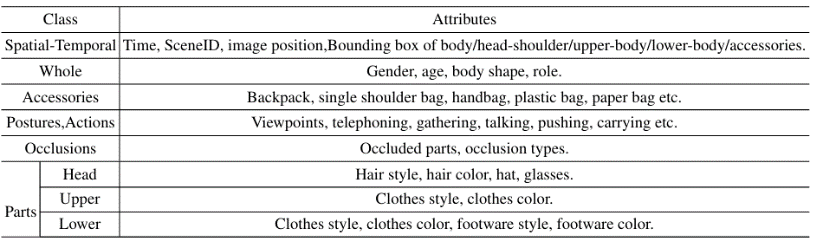 Class Attributes
Spatial-Temporal Time, SceneID, image position,Bounding box of body/head-shoulder/upper-body/lower-body/accessories.
Whole Gender, age, body shape, role.
Accessories Backpack, single shoulder bag, handbag, plastic bag, paper bag etc.
Postures,Actions Viewpoints, telephoning, gathering, talking, pushing, carrying etc.
Occlusions Occluded parts, occlusion types.
Parts
Head Hair style, hair color, hat, glasses.
Upper Clothes style, clothes color.
Lower Clothes style, clothes color, footware style, footware color.